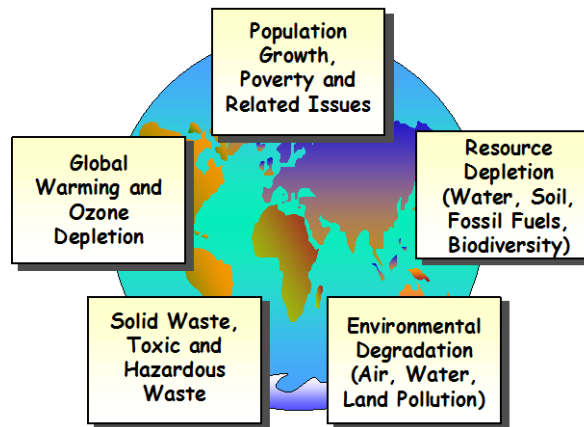 Population
Growth,
Poverty and
Related Issues
Global
Warming and
Ozone
Depletion
Resource
Depletion
(Water, Soil,
Fossil Fuels,
Biodiversity)
Solid Waste,
Toxic and
Hazardous
Waste
Environmental
Degradation
(Air, Water,
Land Pollution)